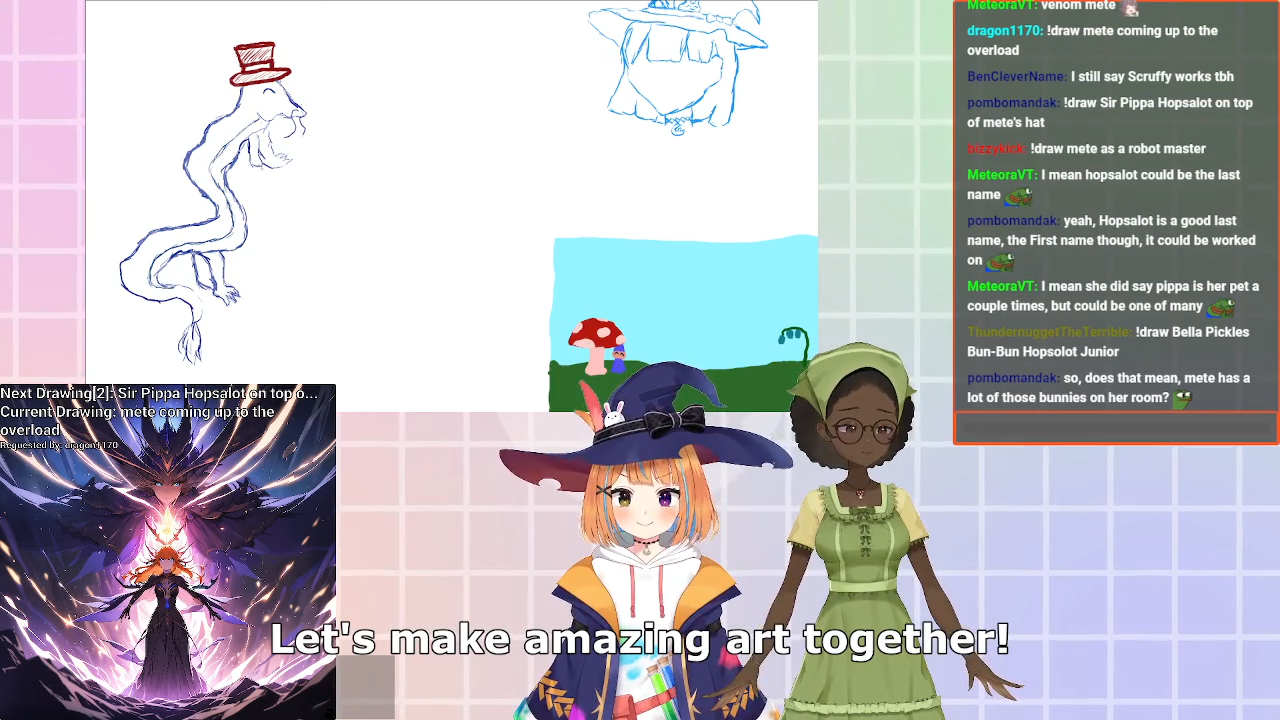 MeteoraVT: venom mete
dragon1170: !draw mete coming up to the
overload
BenCleverName: I still say Scruffy works tbh
pombomandak: !draw Sir Pippa Hopsalot on top
of mete's hat
bizzykick: !draw mete as a robot master
MeteoraVT: I mean hopsalot could be the last
name
pombomandak: yeah, Hopsalot is a good last
name, the First name though, it could be worked
on
MeteoraVT: I mean she did say pippa is her pet a
couple times, but could be one of many
ThundernuggetTheTerrible: !draw Bella Pickles
Bun-Bun Hopsolot Junior
pombomandak: so, does that mean, mete has a
lot of those bunnies on her room?
Next Drawing[2]: Sir Pippa Hopsalot on top o...
Current Drawing: mete coming up to the
overload
Requested by: dragon1170
Let's make amazing art together!